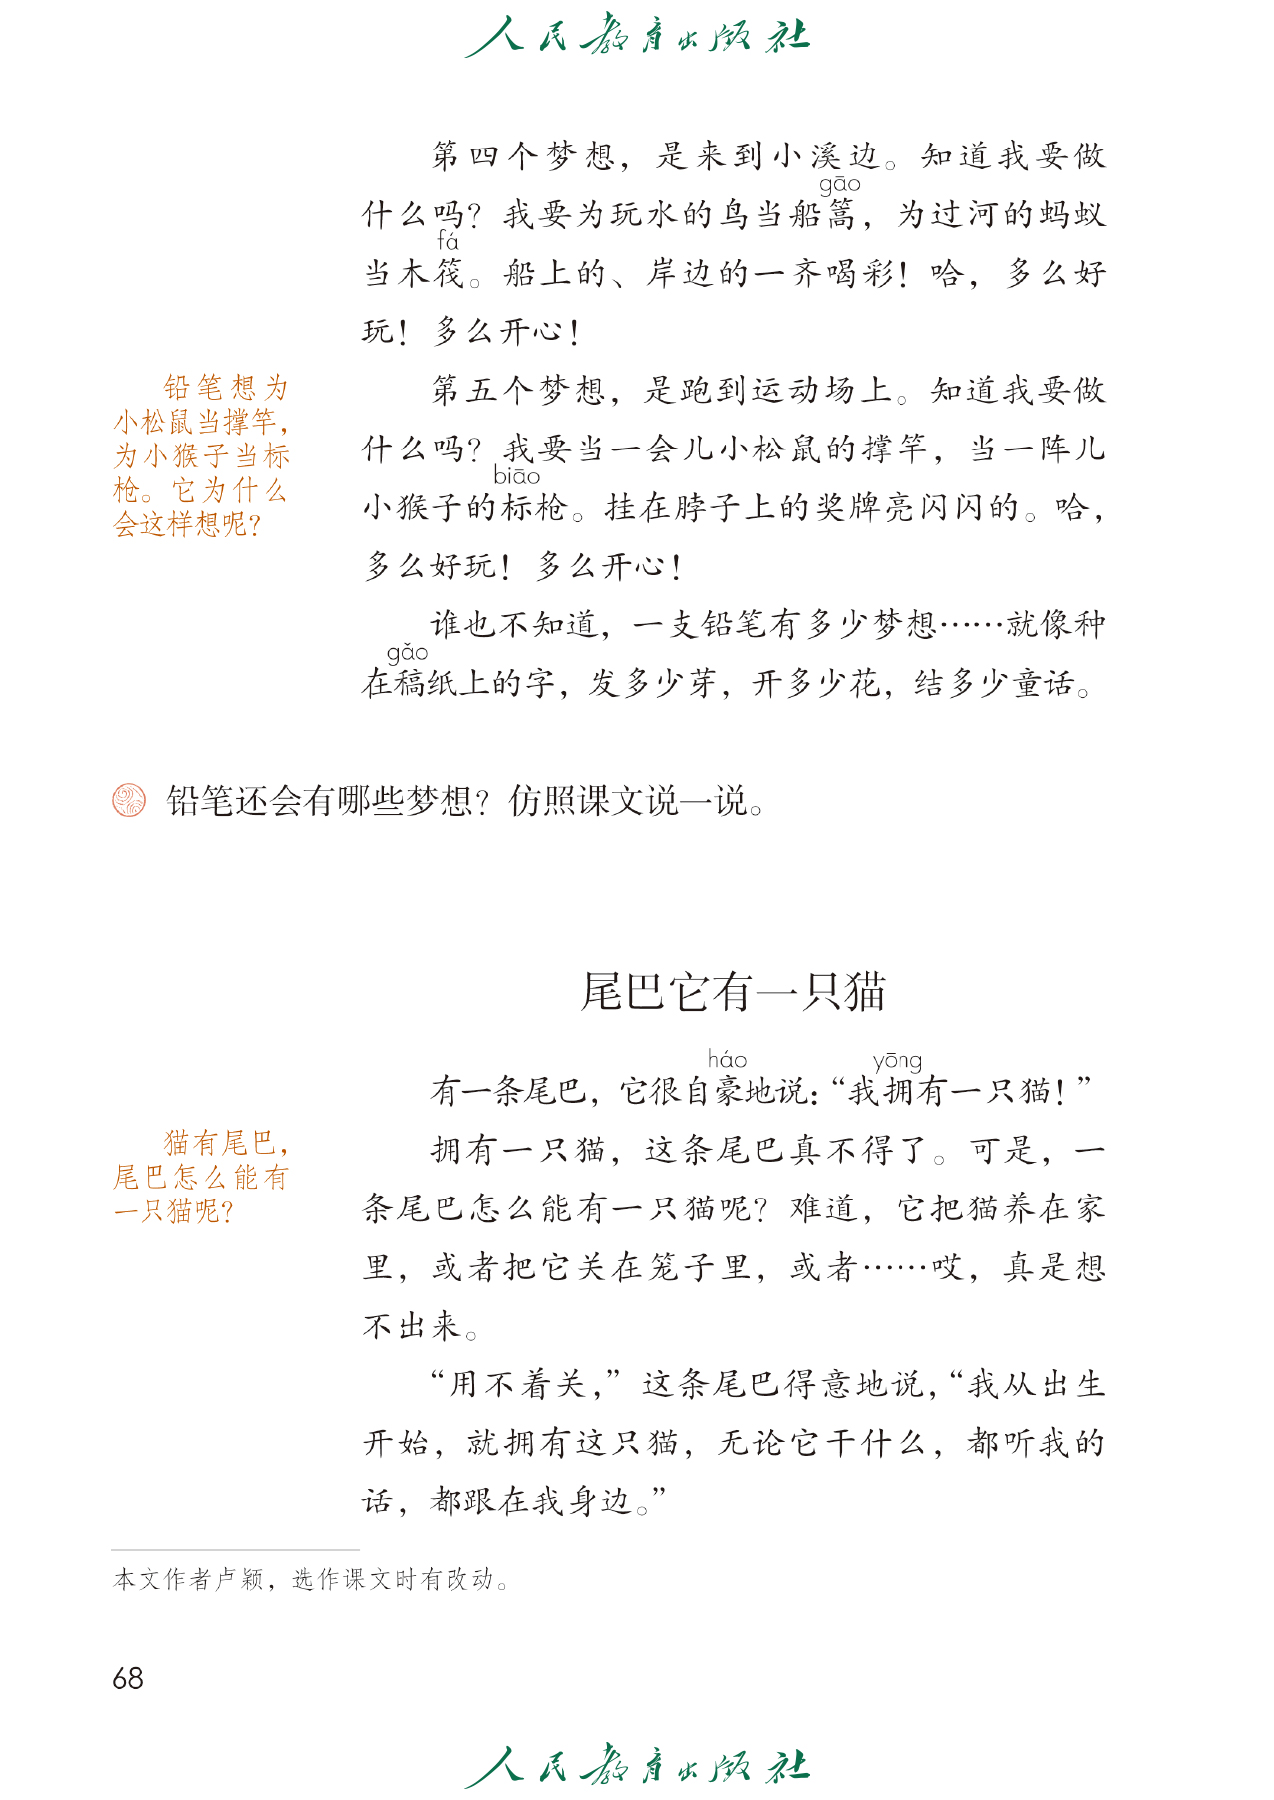 人民教育出版社
第四个梦想，是来到小溪边。知道我要做
gāo
什么吗？我要为玩水的鸟当船篙，为过河的蚂蚁
fá
当木筏。船上的、岸边的一齐喝彩！哈，多么好
玩！多么开心！
铅笔想为
小松鼠当撑竿，
为小猴子当标
枪。它为什么
会这样想呢？
第五个梦想，是跑到运动场上。知道我要做
什么吗？我要当一会儿小松鼠的撑竿，当一阵儿
biāo
小猴子的标枪。挂在脖子上的奖牌亮闪闪的。哈，
多么好玩！多么开心！
谁也不知道，一支铅笔有多少梦想……就像种
gǎo
在稿纸上的字，发多少芽，开多少花，结多少童话。
铅笔还会有哪些梦想？仿照课文说一说。
尾巴它有一只猫
háo yōng
有一条尾巴，它很自豪地说：“我拥有一只猫！”
猫有尾巴，
尾巴怎么能有
一只猫呢？
拥有一只猫，这条尾巴真不得了。可是，一
条尾巴怎么能有一只猫呢？难道，它把猫养在家
里，或者把它关在笼子里，或者……哎，真是想
不出来。
“用不着关，”这条尾巴得意地说，“我从出生
开始，就拥有这只猫，无论它干什么，都听我的
话，都跟在我身边。”
本文作者卢颖，选作课文时有改动。
68
人民教育出版社